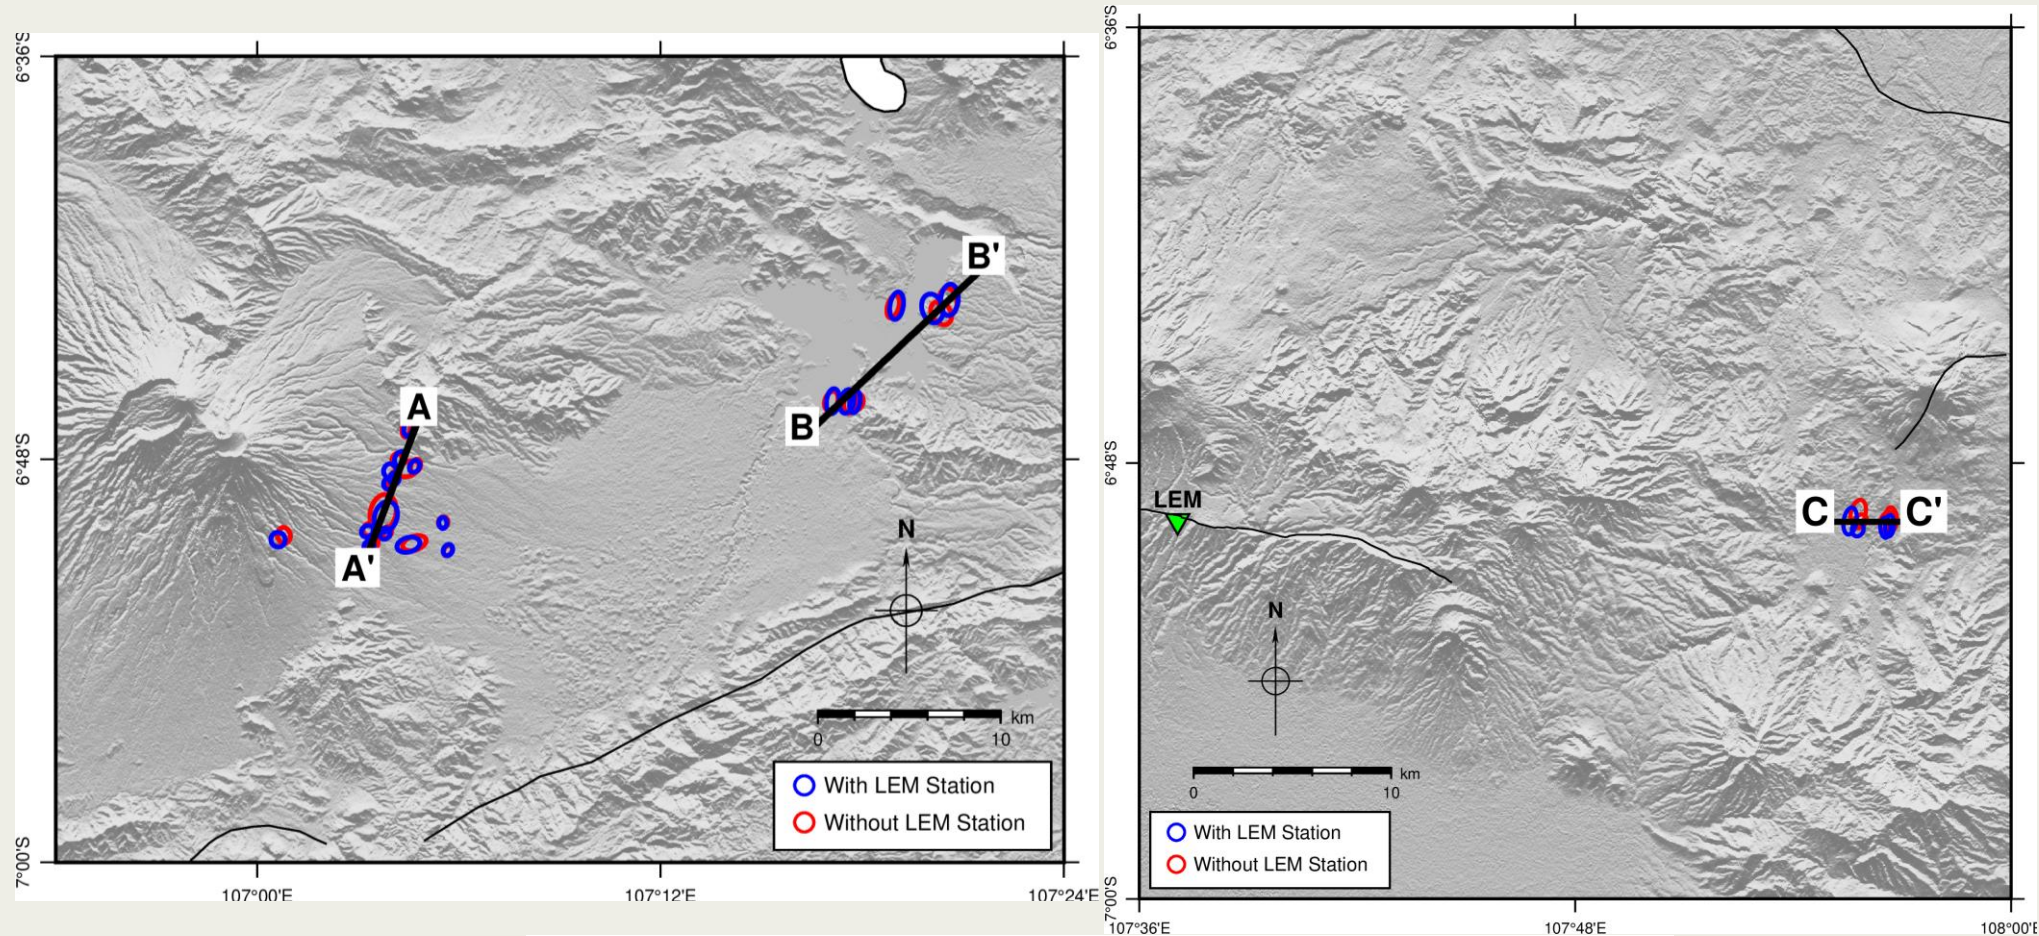 6°36'S
6°48'S
7°00'S
107°00'E
107°12'E
107°24'E
A
A'
B
B'
N
km
0
10
With LEM Station
Without LEM Station
6°36'S
6°48'S
7°00'S
107°36'E
107°48'E
108°00'E
LEM
C
C'
N
km
0
10
With LEM Station
Without LEM Station